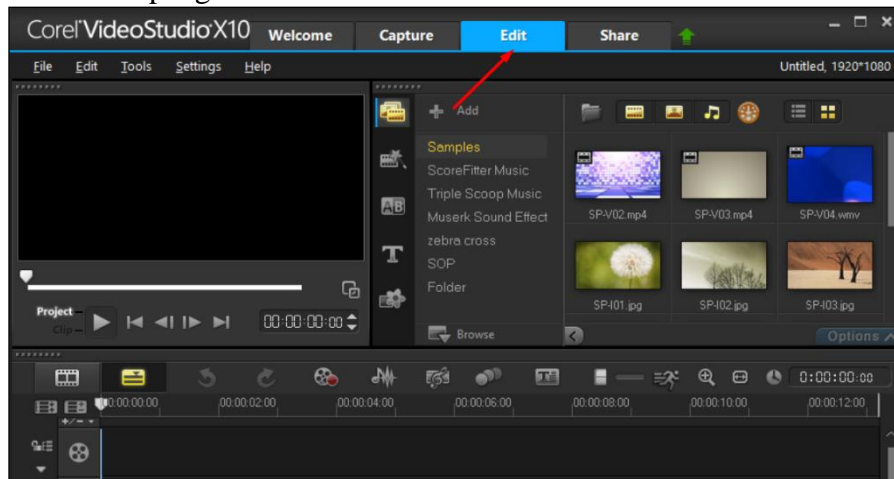 Corel VideoStudio X10 Welcome Capture Edit Share
File Edit Tools Settings Help Untitled, 1920*1080
Add
Samples
ScoreFitter Music
Triple Scoop Music
Muserk Sound Effect
zebra cross
SOP
Folder
Browse
SP-V02.mp4 SP-V03.mp4 SP-V04.wmv
SP-I01.jpg SP-I02.jpg SP-I03.jpg
Options
Project
Clip
00:00:00:00
AB
T
0:00:00:00
00:00:00:00 00:00:02:00 00:00:04:00 00:00:06:00 00:00:08:00 00:00:10:00 00:00:12:00